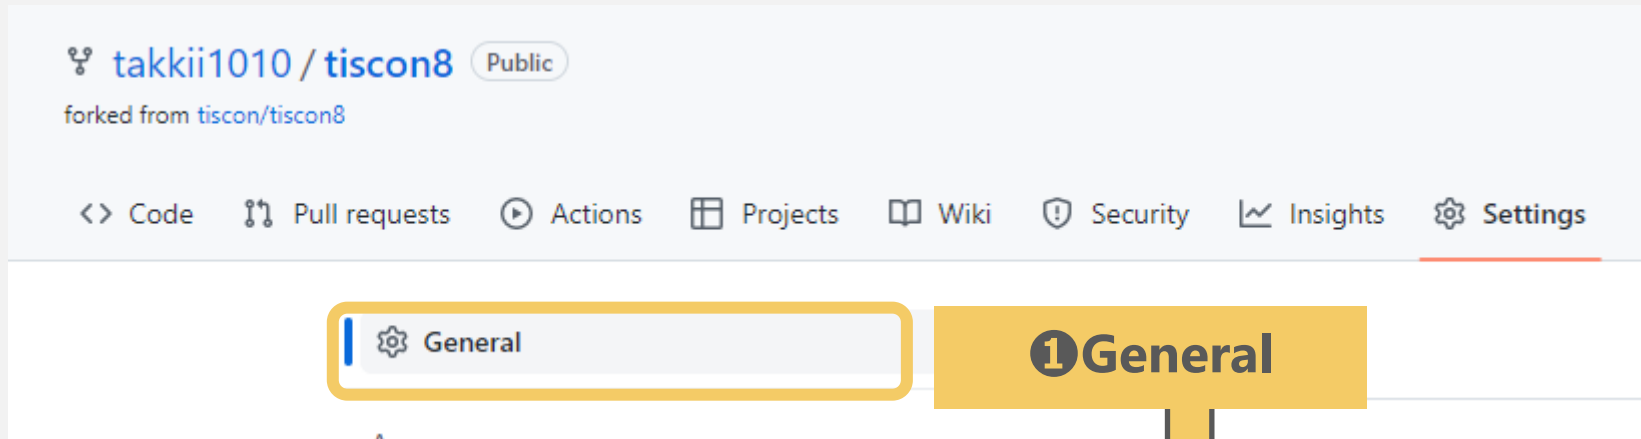 takkii1010 / tiscon8 Public
forked from tiscon/tiscon8
Code Pull requests Actions Projects Wiki Security Insights Settings
General
❶General